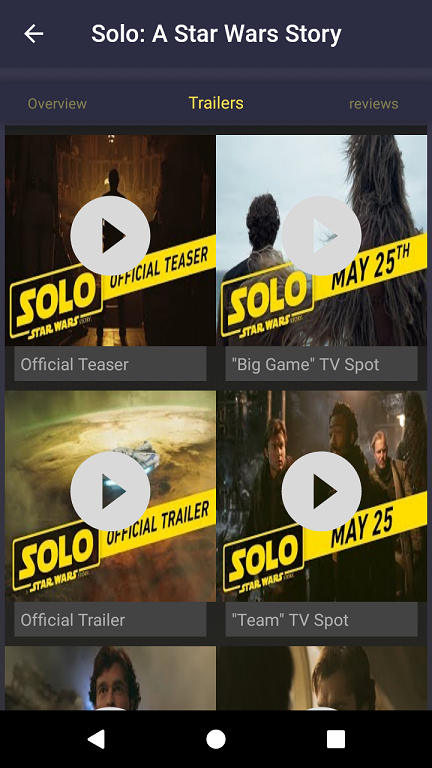 Solo: A Star Wars Story
Overview
Trailers
reviews
OFFICIAL TEASER
SOLO
A STAR WARS STORY
Official Teaser
MAY 25TH
SOLO
A STAR WARS STORY
"Big Game" TV Spot
OFFICIAL TRAILER
SOLO
A STAR WARS STORY
Official Trailer
MAY 25
SOLO
A STAR WARS STORY
"Team" TV Spot